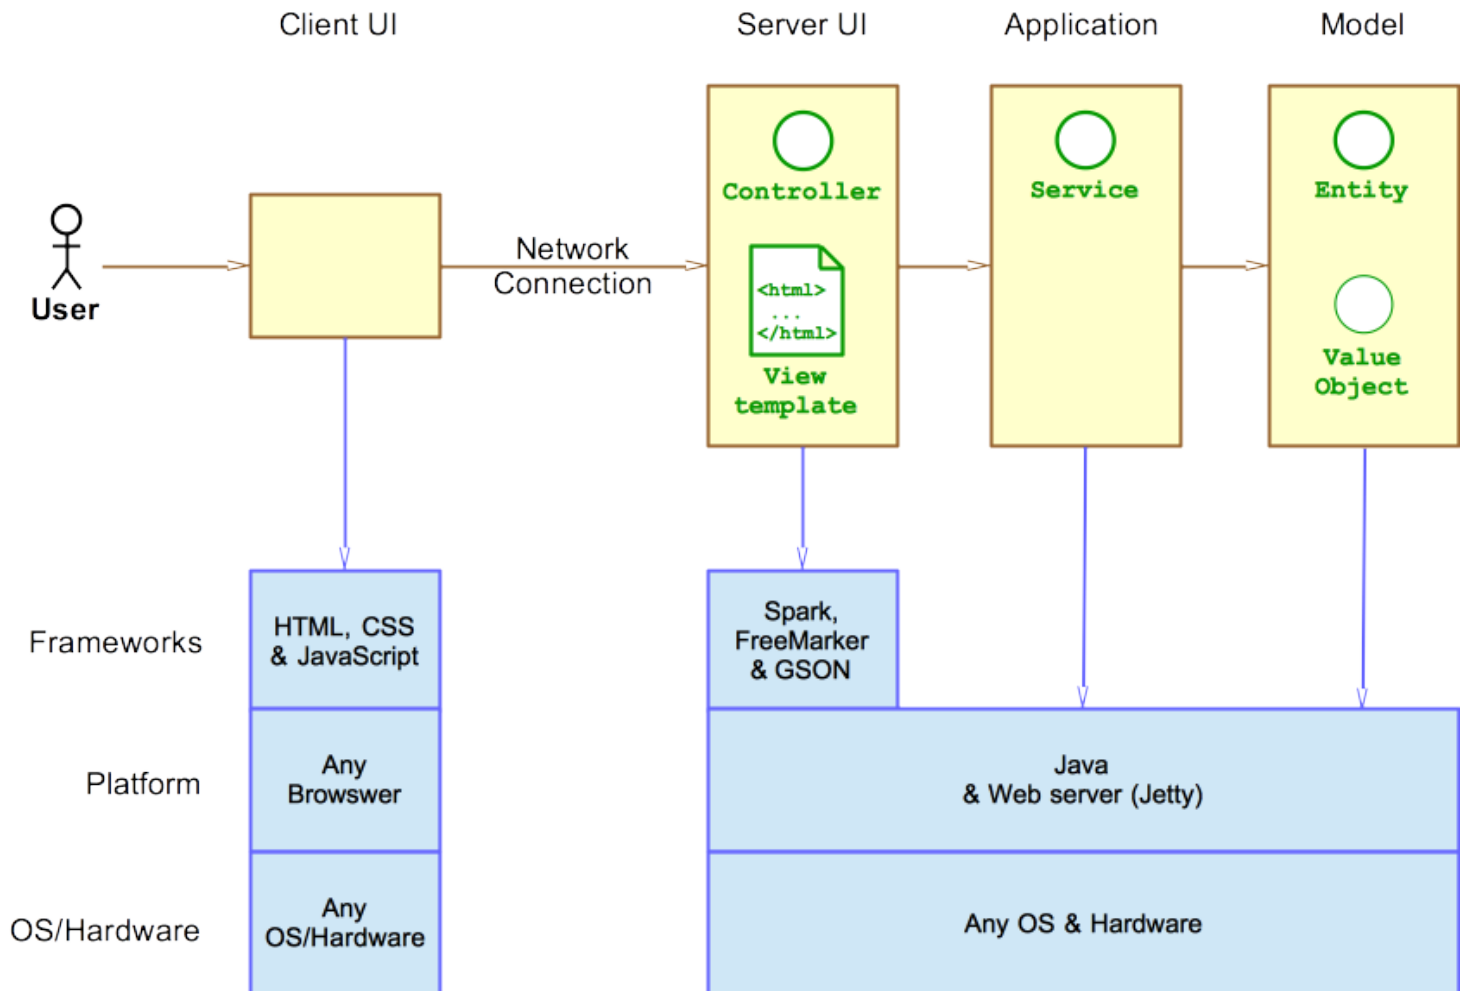 Client UI
Server UI
Application
Model
Controller
Service
Entity
User
Network
Connection
<html>
...
</html>
View
template
Value
Object
Frameworks
HTML, CSS
& JavaScript
Spark,
FreeMarker
& GSON
Platform
Any
Browswer
Java
& Web server (Jetty)
OS/Hardware
Any
OS/Hardware
Any OS & Hardware